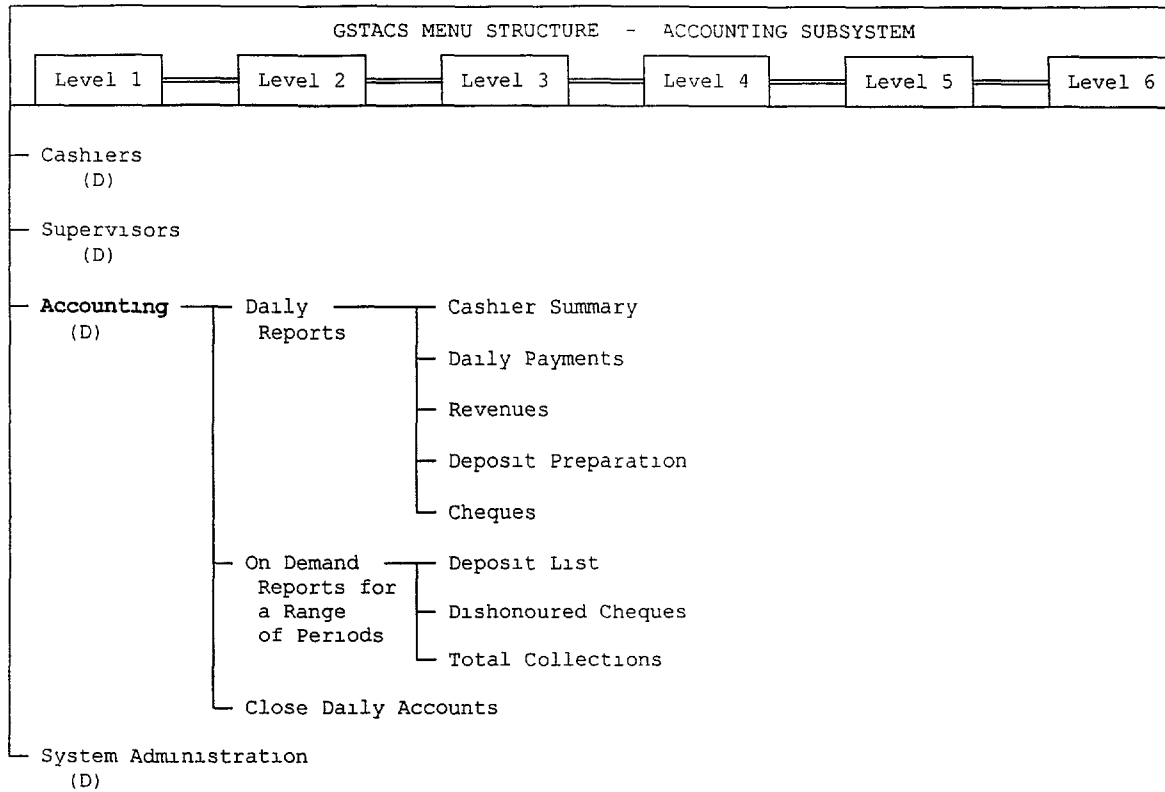 GSTACS MENU STRUCTURE - ACCOUNTING SUBSYSTEM
Level 1 Level 2 Level 3 Level 4 Level 5 Level 6
Cashiers
(D)
Supervisors
(D)
Accounting Daily Cashier Summary
(D) Reports
Daily Payments
Revenues
Deposit Preparation
Cheques
On Demand Deposit List
Reports for
a Range Dishonoured Cheques
of Periods
Total Collections
Close Daily Accounts
System Administration
(D)